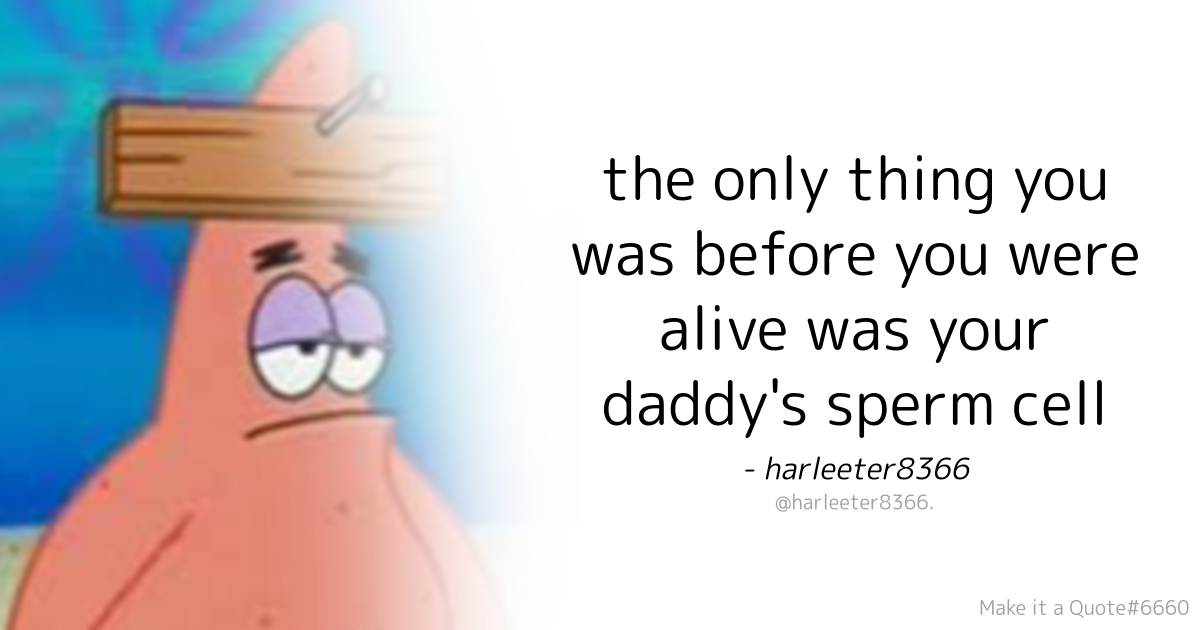 the only thing you
was before you were
alive was your
daddy's sperm cell
- harleeter8366
@harleeter8366.
Make it a Quote#6660